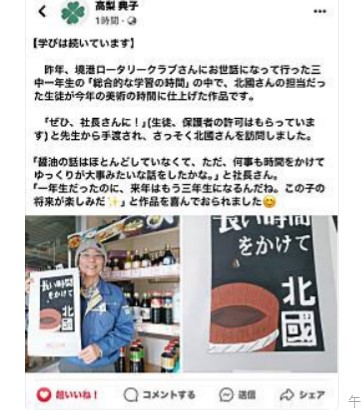 高梨 典子
1時間・
【学びは続いています】
昨年、境港ロータリークラブさんにお世話になって行った三
中一年生の「総合的な学習の時間」の中で、北國さんの担当だっ
た生徒が今年の美術の時間に仕上げた作品です。
「ぜひ、社長さんに！」(生徒、保護者の許可はもらっていま
す)と先生から手渡され、さっそく北國さんを訪問しました。
「醤油の話はほとんどしていなくて、ただ、何事も時間をかけて
ゆっくりが大事みたいな話をしたかな。」と社長さん。
「一年生だったのに、来年はもう三年生になるんだね。この子の
将来が楽しみだ✨」と作品を喜んでおられました😊
長い時間
をかけて
北國
長い時間
をかけて
北國
超いいね！
コメントする
送信
シェア
午